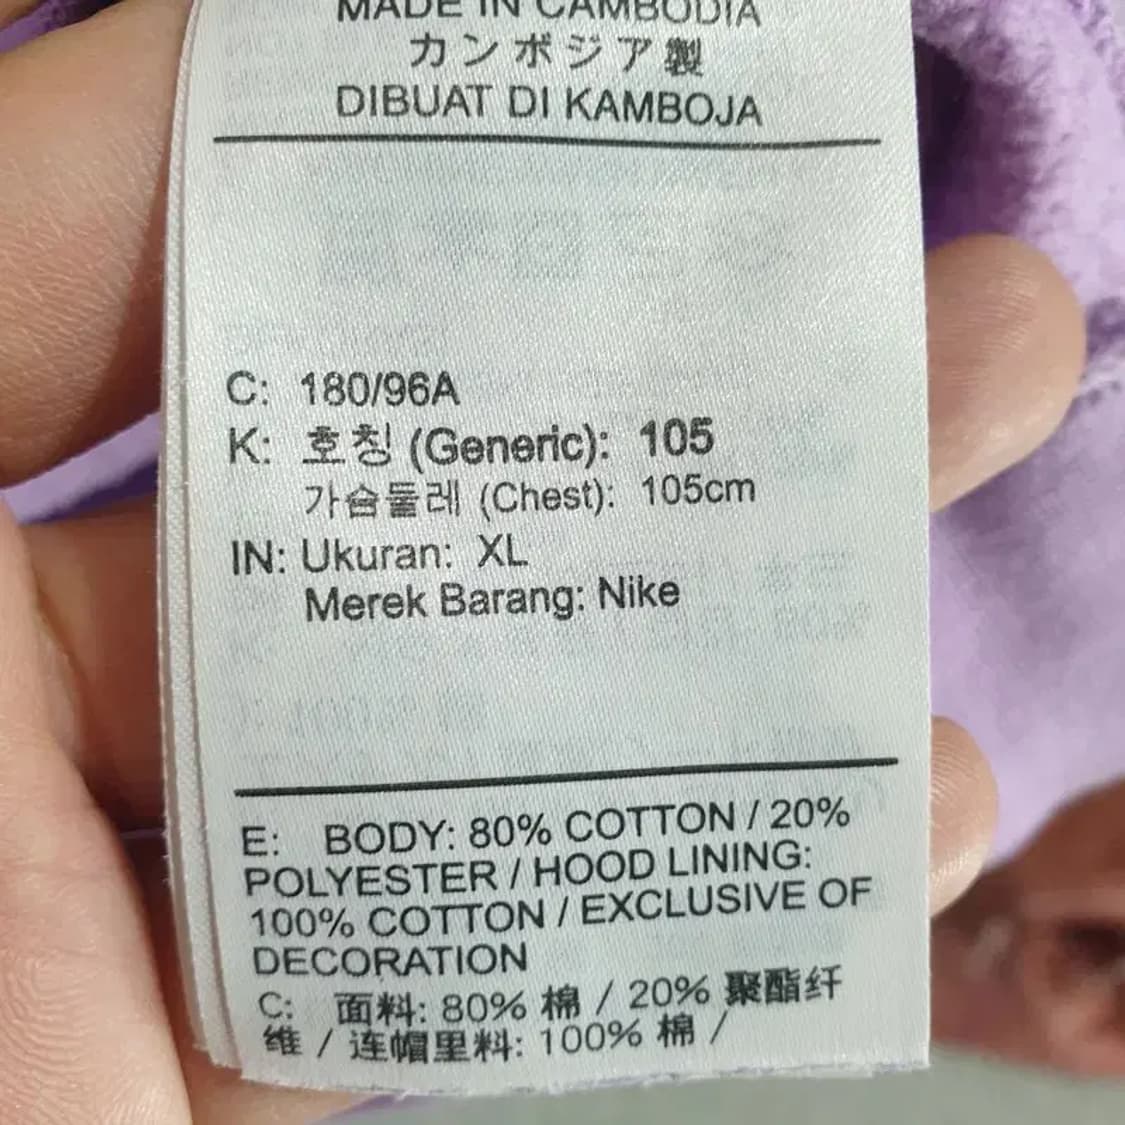 MADE IN CAMBODIA
カンボジア製
DIBUAT DI KAMBOJA
C: 180/96A
K: 호칭 (Generic): 105
가슴둘레 (Chest): 105cm
IN: Ukuran: XL
Merek Barang: Nike
E: BODY: 80% COTTON / 20%
POLYESTER / HOOD LINING:
100% COTTON / EXCLUSIVE OF
DECORATION
C: 面料: 80% 棉 / 20% 聚酯纤
维 / 连帽里料: 100% 棉 /